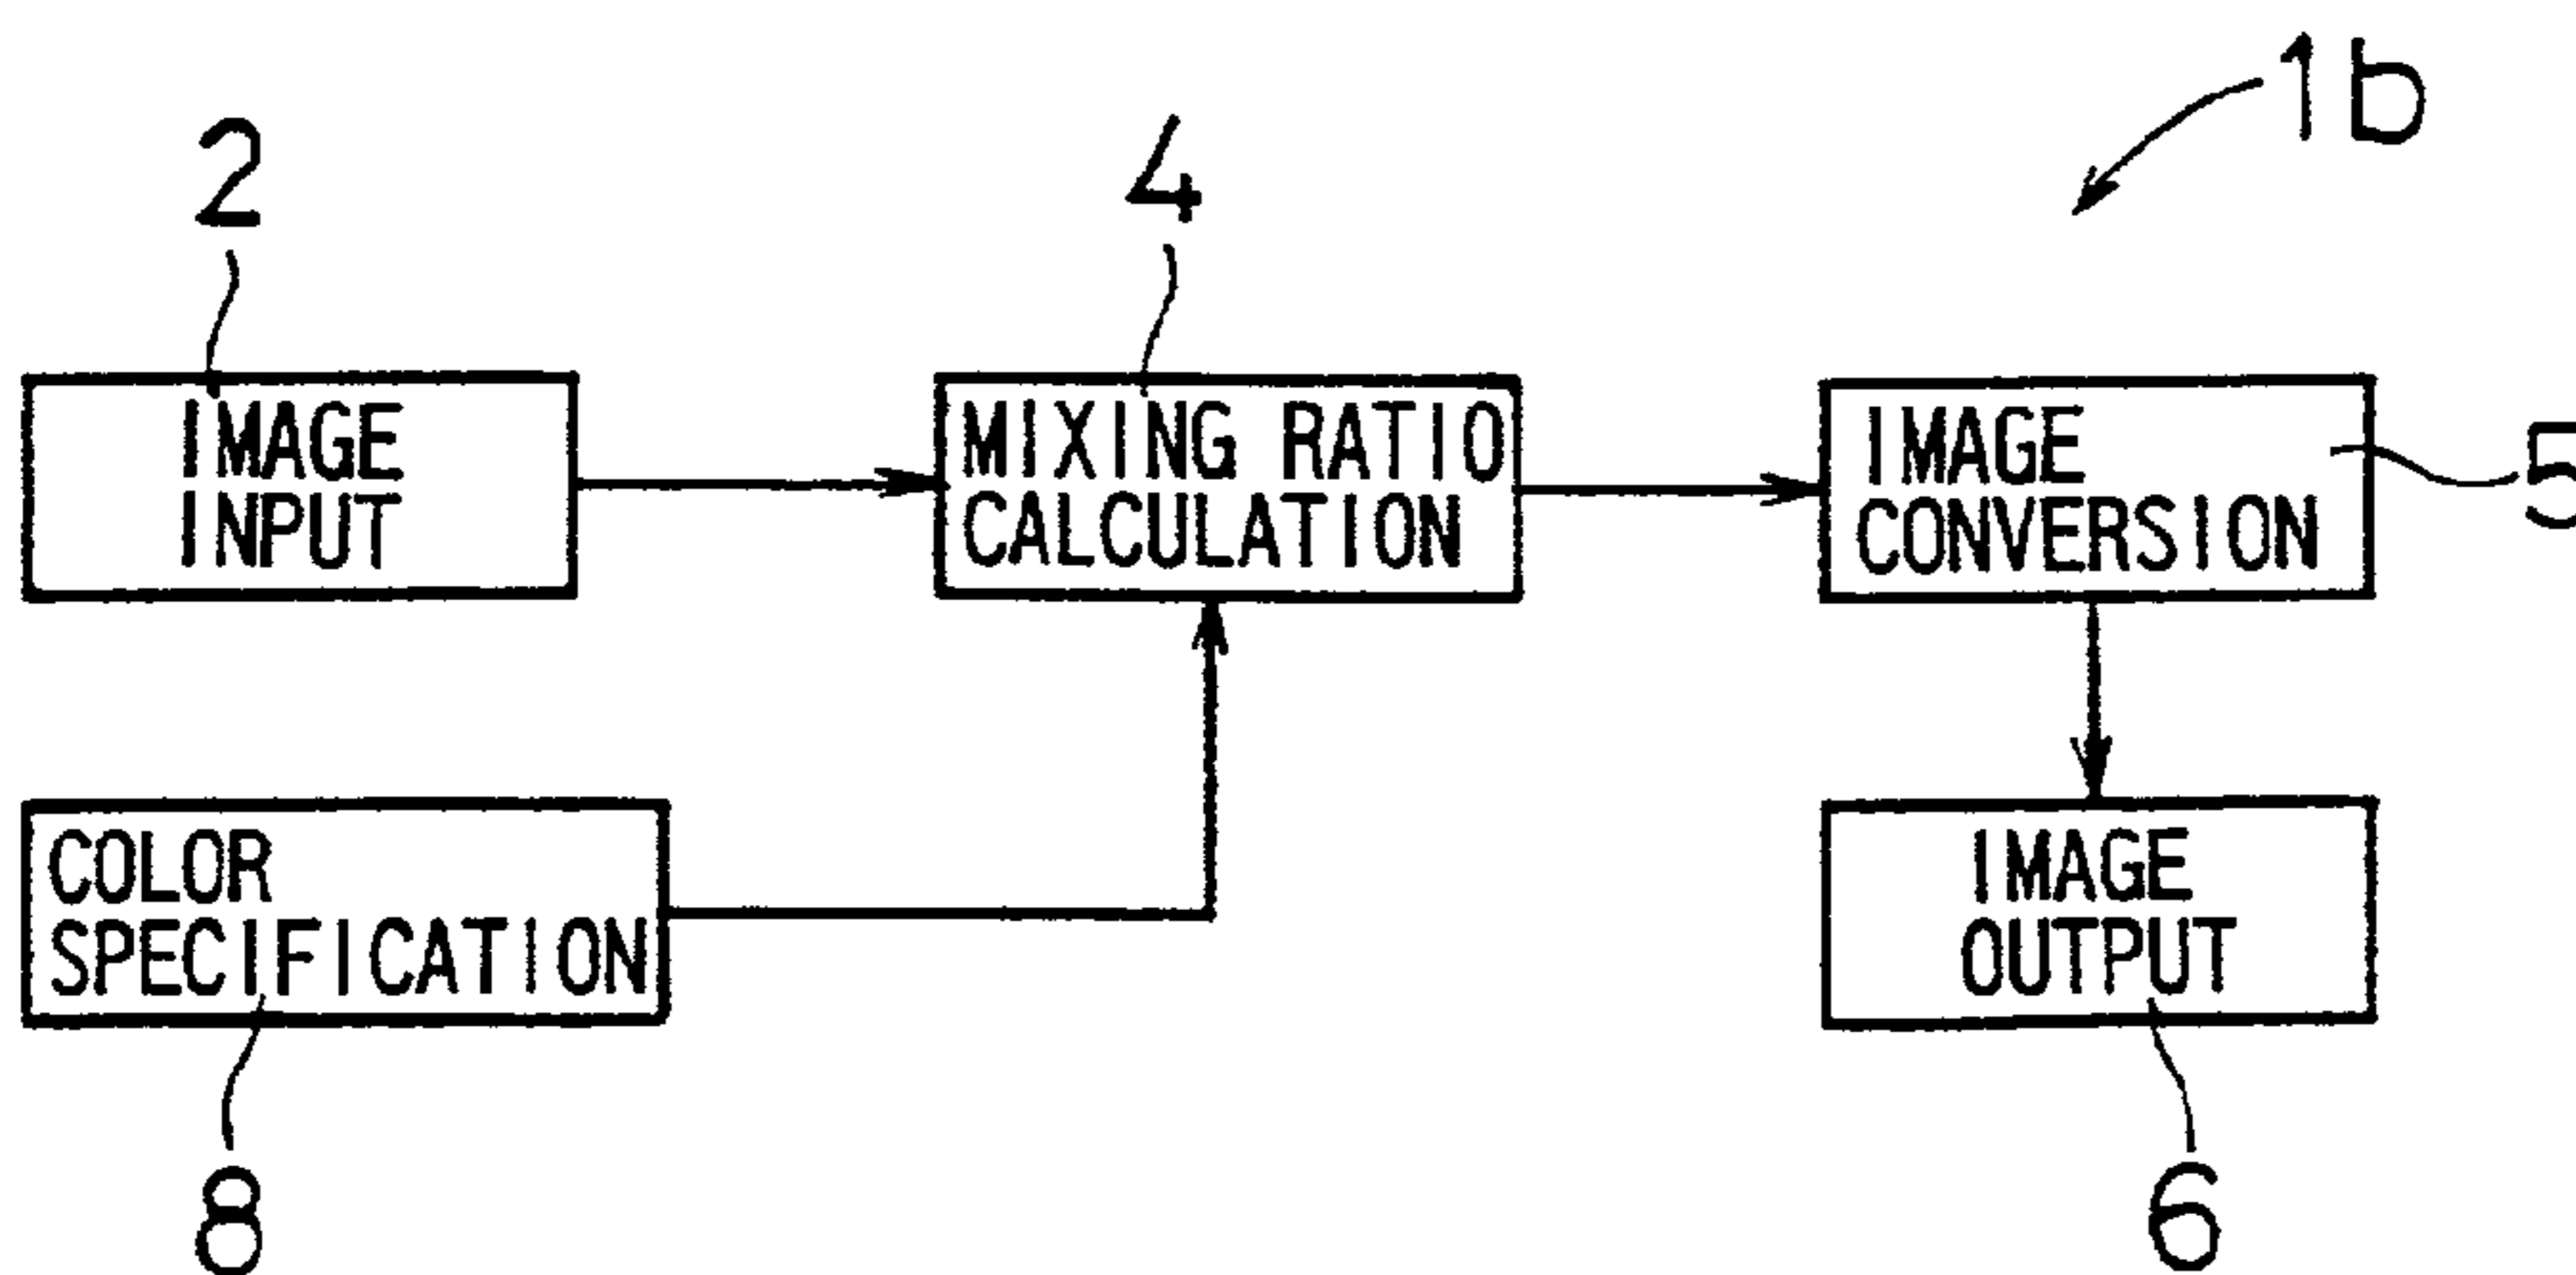 1b
2
4
IMAGE
INPUT
MIXING RATIO
CALCULATION
IMAGE
CONVERSION
5
COLOR
SPECIFICATION
IMAGE
OUTPUT
8
6